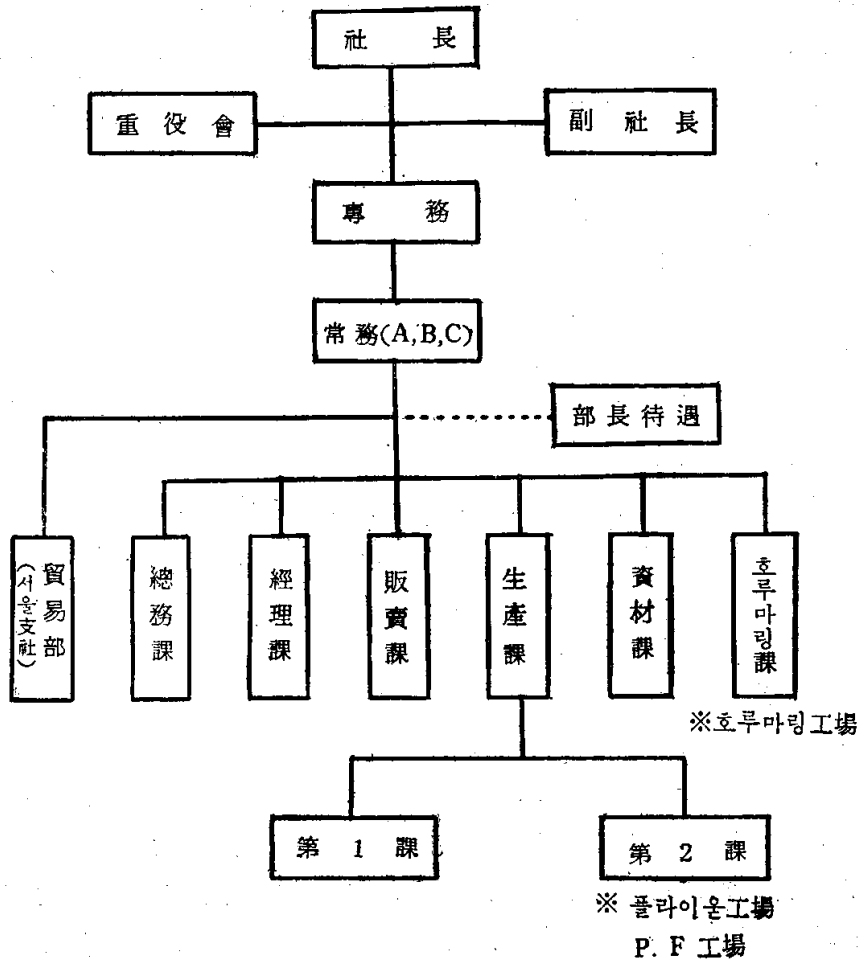 社長
重役會
副社長
專務
常務(A,B,C)
部長待遇
貿易部
(서울支社)
總務課
經理課
販賣課
生產課
資材課
호루마링課
※호루마링工場
第1課
第2課
※ 플라이온工場
P. F 工場